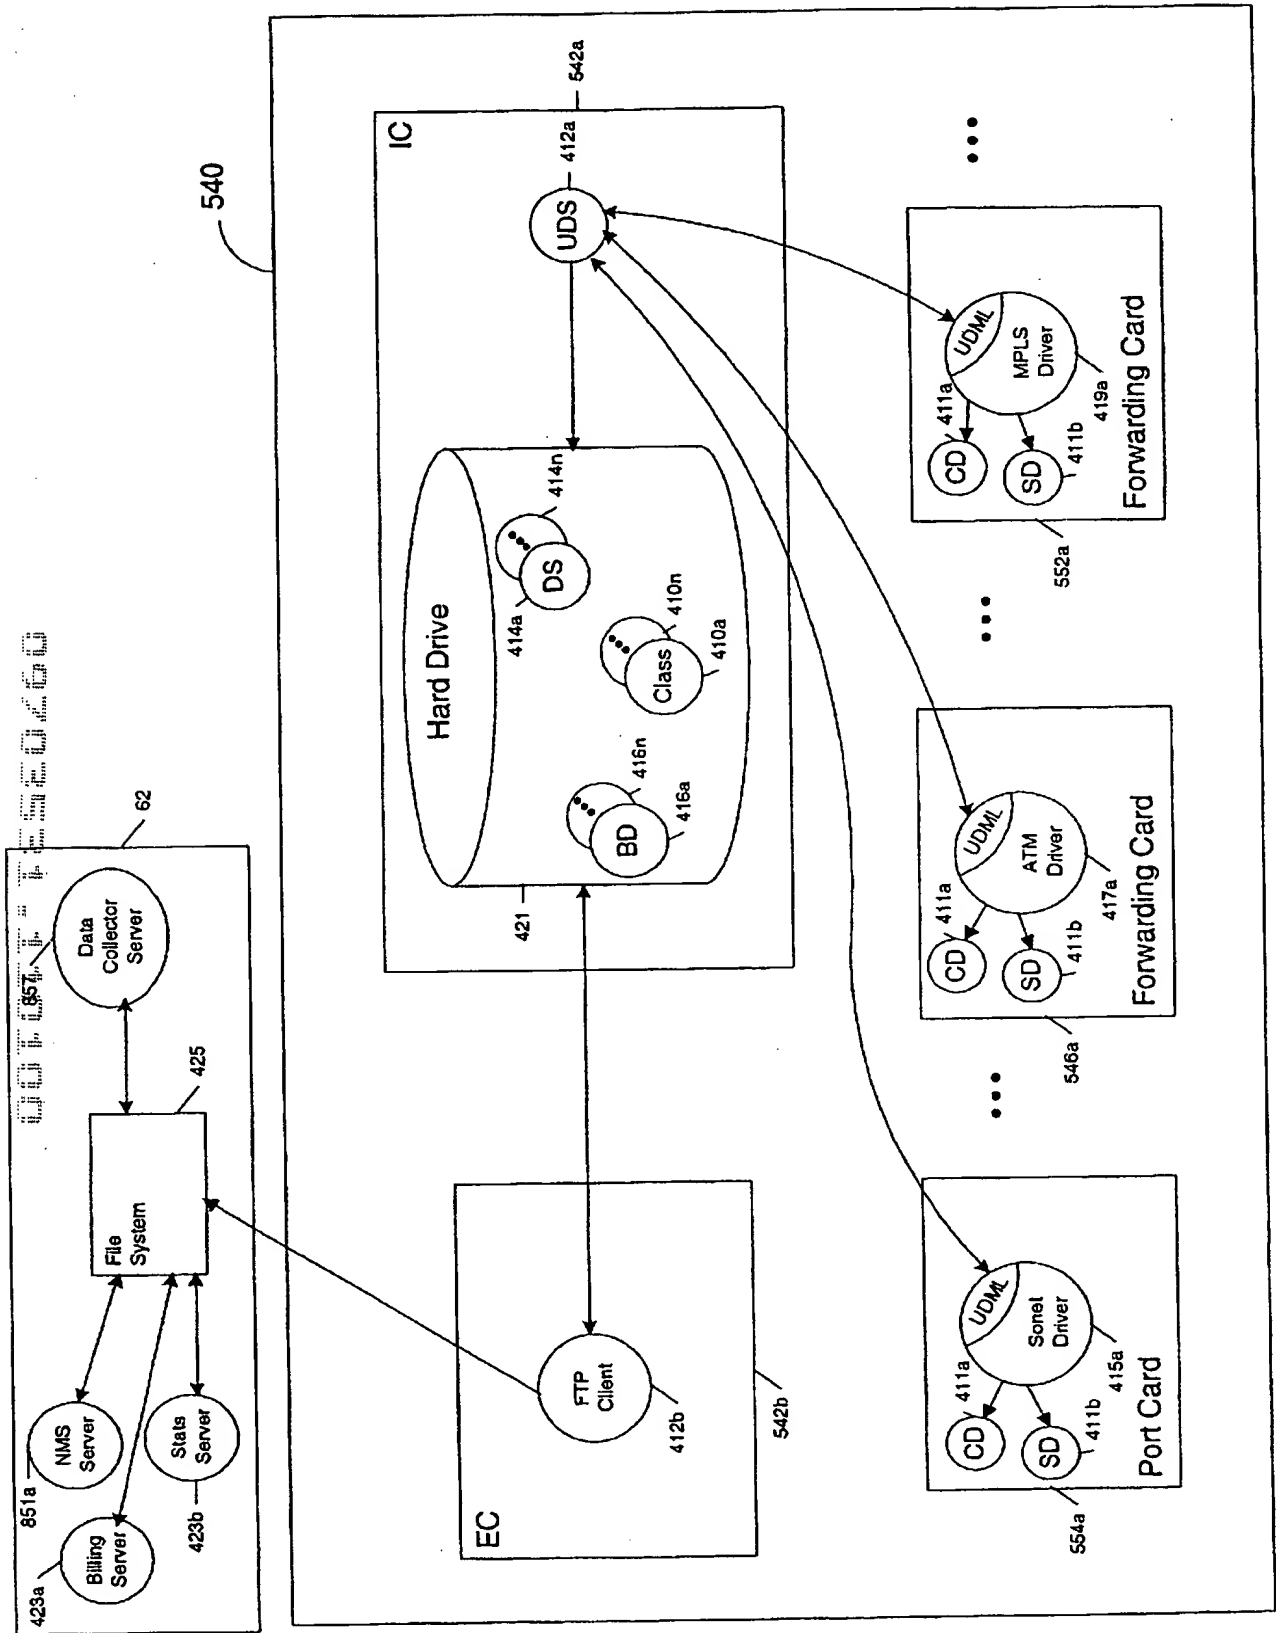 62
857
Data
Collector
Server
425
File
System
851a
NMS
Server
Stats
Server
423b
423a
Billing
Server
540
IC
542a
412a
UDS
Hard Drive
414n
DS
414a
410n
Class
410a
416n
BD
416a
421
EC
FTP
Client
412b
542b
UDML
Sonet
Driver
415a
411a
CD
SD
411b
Port Card
554a
•••
UDML
ATM
Driver
417a
411a
CD
SD
411b
Forwarding Card
546a
•••
UDML
MPLS
Driver
419a
411a
CD
SD
411b
Forwarding Card
552a
•••